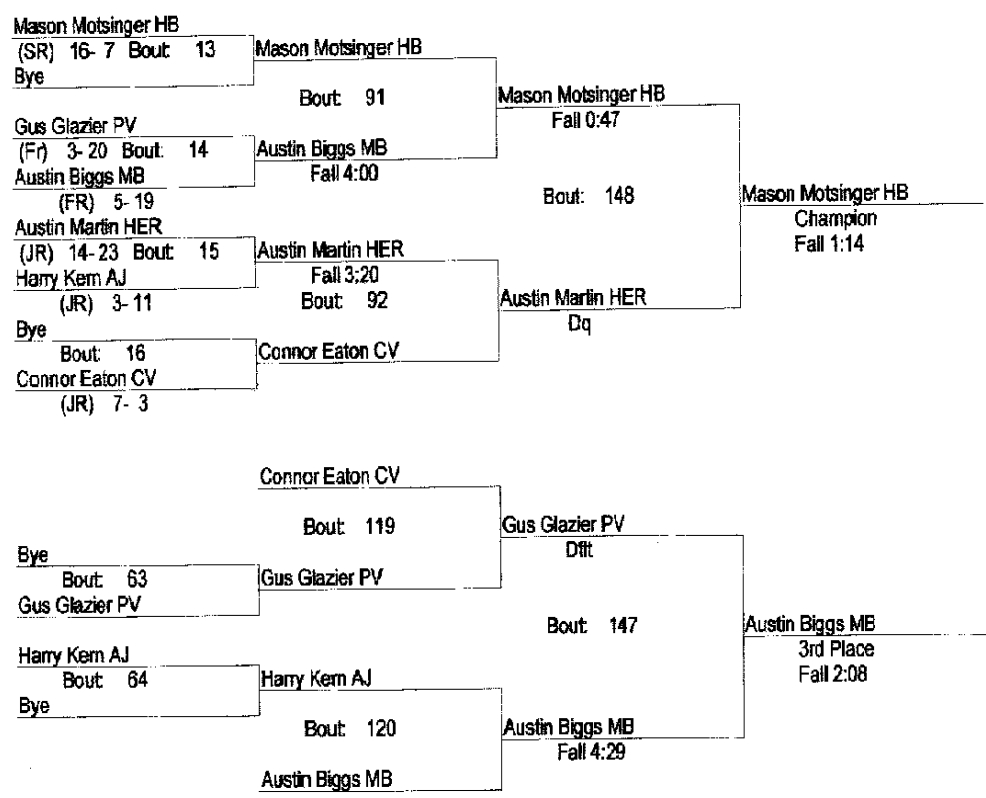 Mason Motsinger HB
(SR) 16- 7 Bout: 13
Bye
Mason Motsinger HB
Bout: 91
Gus Glazier PV
(Fr) 3- 20 Bout: 14
Austin Biggs MB
(FR) 5- 19
Austin Biggs MB
Fall 4:00
Mason Motsinger HB
Fall 0:47
Austin Martin HER
(JR) 14- 23 Bout: 15
Harry Kern AJ
(JR) 3- 11
Austin Martin HER
Fall 3:20
Bout: 92
Bye
Bout: 16
Connor Eaton CV
(JR) 7- 3
Connor Eaton CV
Austin Martin HER
Dq
Bout: 148
Mason Motsinger HB
Champion
Fall 1:14
Connor Eaton CV
Bout: 119
Bye
Bout: 63
Gus Glazier PV
Gus Glazier PV
Gus Glazier PV
Dflt
Harry Kern AJ
Bout: 64
Bye
Harry Kern AJ
Bout: 120
Austin Biggs MB
Austin Biggs MB
Fall 4:29
Bout: 147
Austin Biggs MB
3rd Place
Fall 2:08